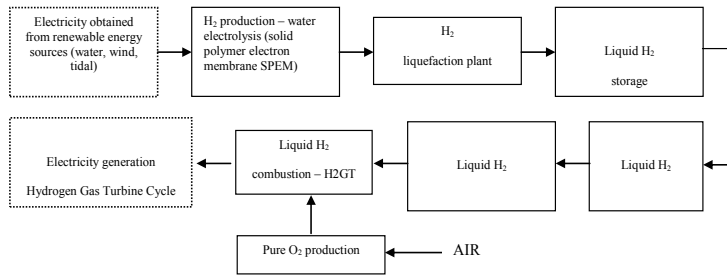 Electricity obtained
from renewable energy
sources (water, wind,
tidal)
H₂ production – water
electrolysis (solid
polymer electron
membrane SPEM)
H₂
liquefaction plant
Liquid H₂
storage
Electricity generation
Hydrogen Gas Turbine Cycle
Liquid H₂
combustion – H2GT
Liquid H₂
Liquid H₂
Pure O₂ production
AIR